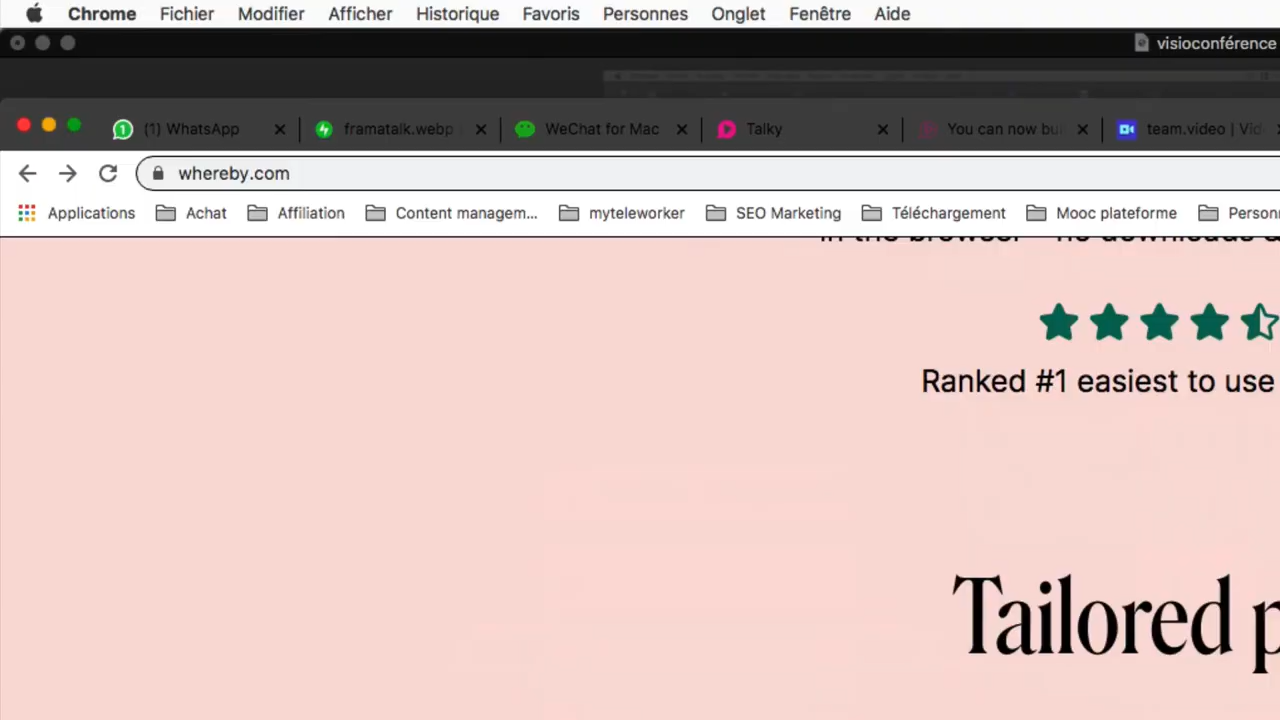 Chrome Fichier Modifier Afficher Historique Favoris Personnes Onglet Fenêtre Aide
visioconférence
(1) WhatsApp framatalk.webp WeChat for Mac Talky You can now bui team.video | Vid
whereby.com
Applications Achat Affiliation Content managem... myteleworker SEO Marketing Téléchargement Mooc plateforme Person
in the browser – no downloads
Ranked #1 easiest to use
Tailored p